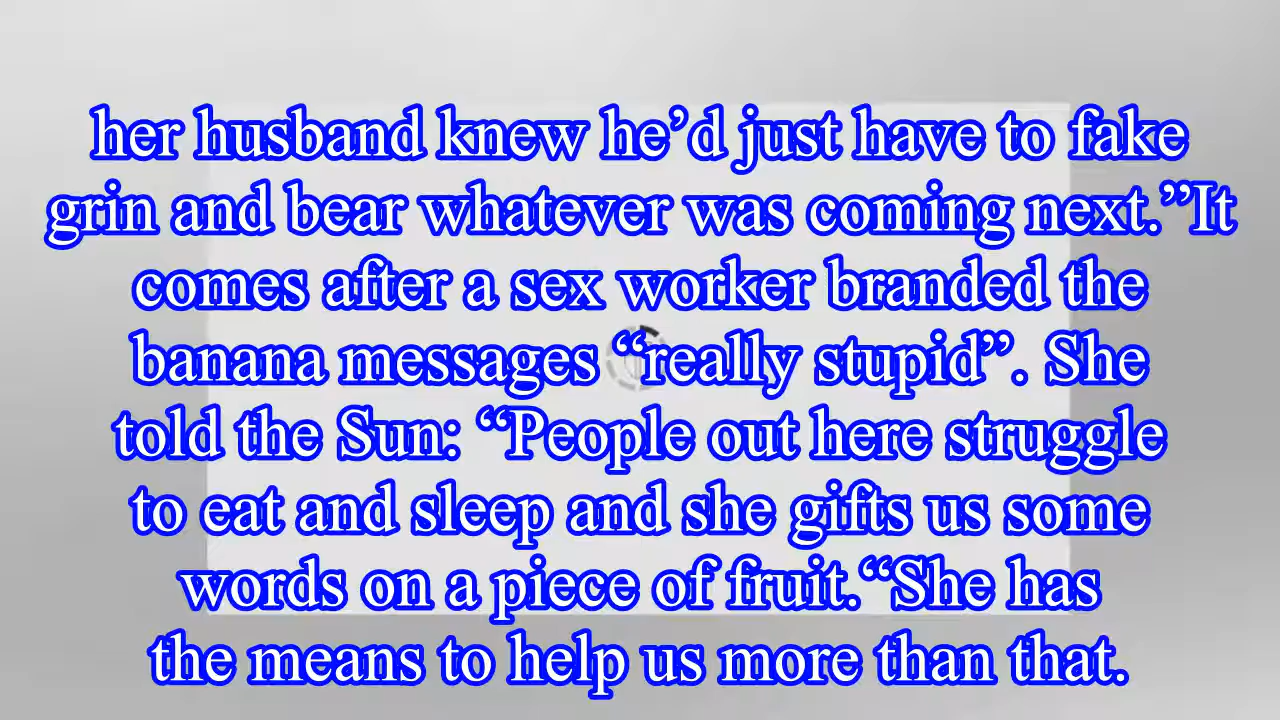 her husband knew he’d just have to fake
grin and bear whatever was coming next.”It
comes after a sex worker branded the
banana messages “really stupid”. She
told the Sun: “People out here struggle
to eat and sleep and she gifts us some
words on a piece of fruit.“She has
the means to help us more than that.